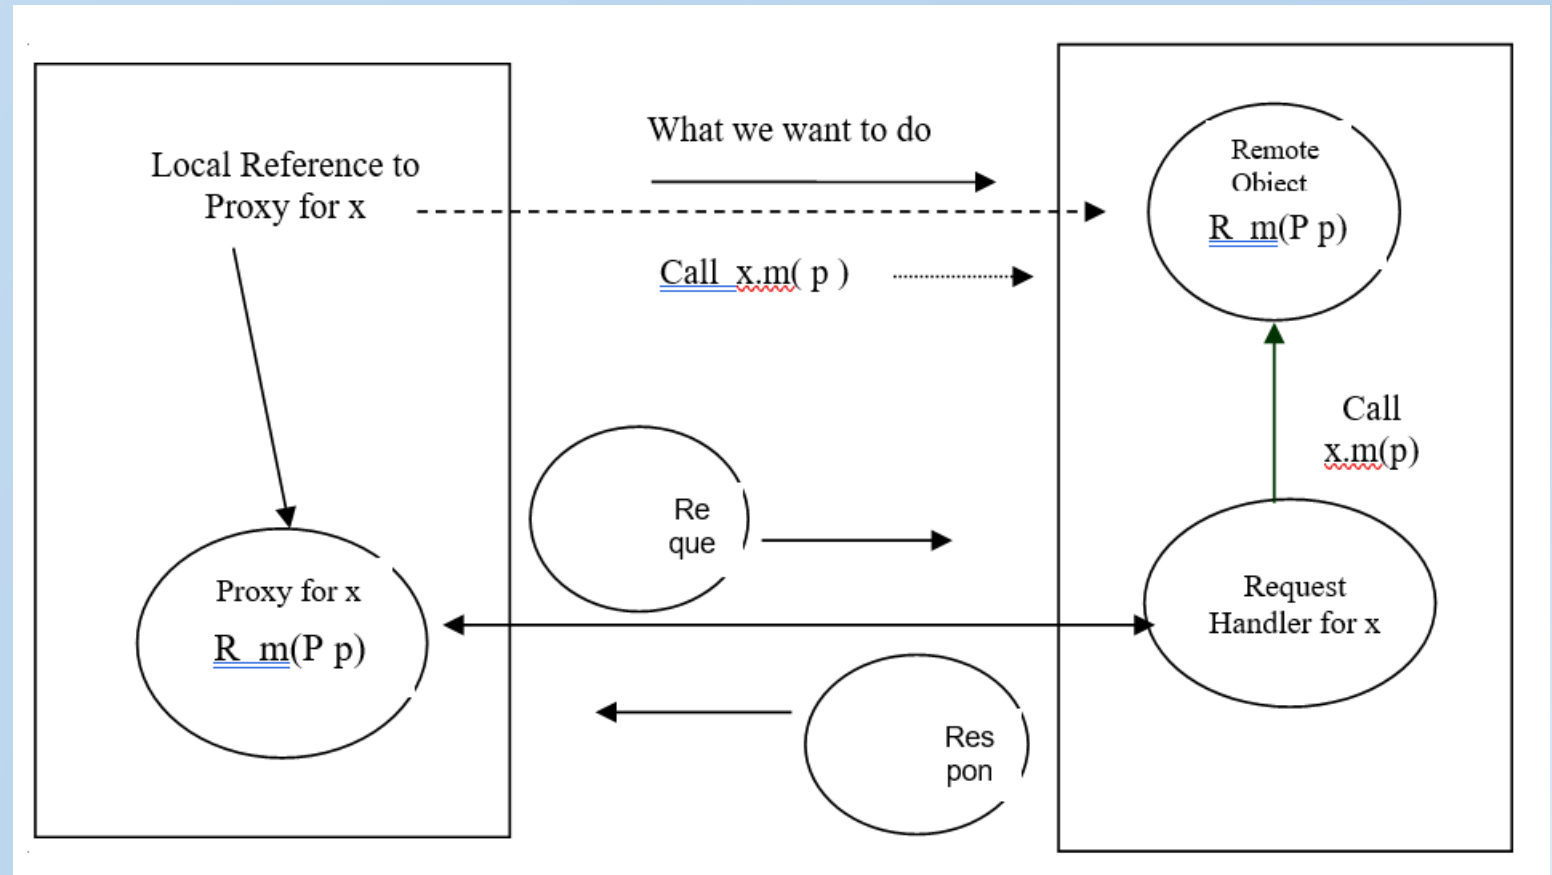 What we want to do
Local Reference to
Proxy for x
Call x.m( p )
Remote
Object
R m(P p)
Call
x.m(p)
Re
que
Proxy for x
R m(P p)
Request
Handler for x
Res
pon